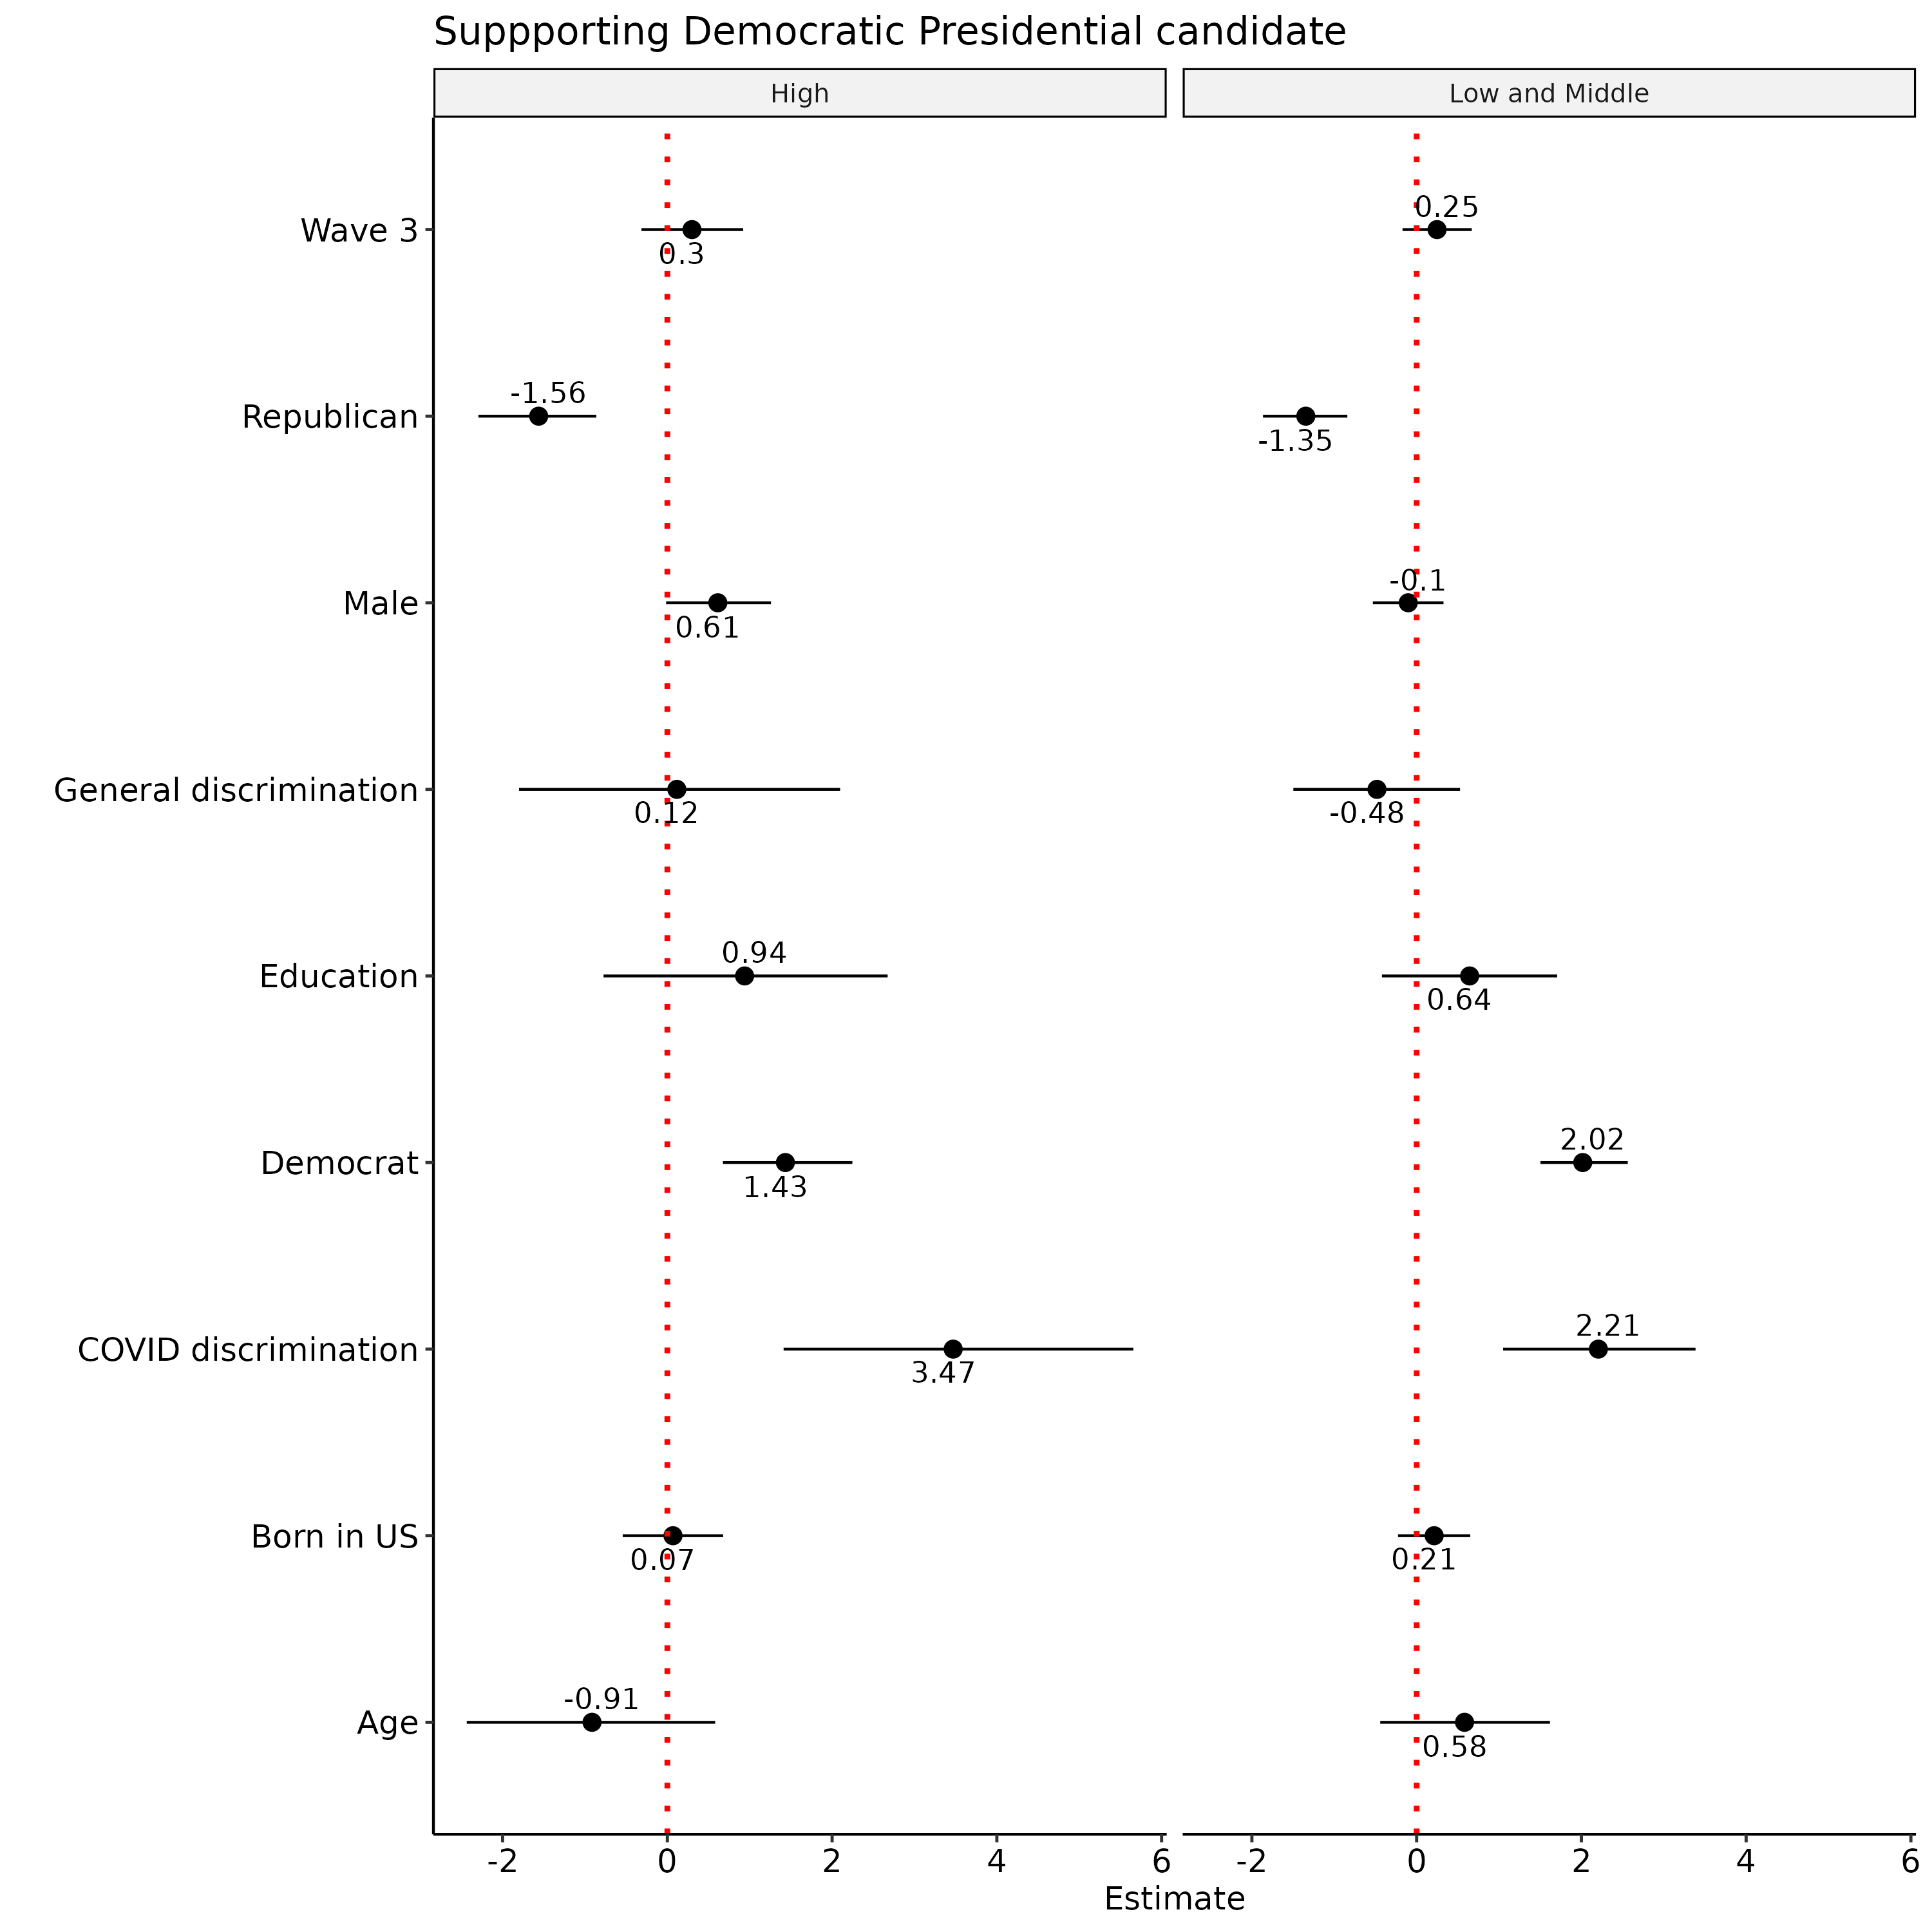 Suppporting Democratic Presidential candidate
High
Low and Middle
Wave 3
0.3
0.25
Republican
-1.56
-1.35
Male
0.61
-0.1
General discrimination
0.12
-0.48
Education
0.94
0.64
Democrat
1.43
2.02
COVID discrimination
3.47
2.21
Born in US
0.07
0.21
Age
-0.91
0.58
-2 0 2 4 6
-2 0 2 4 6
Estimate